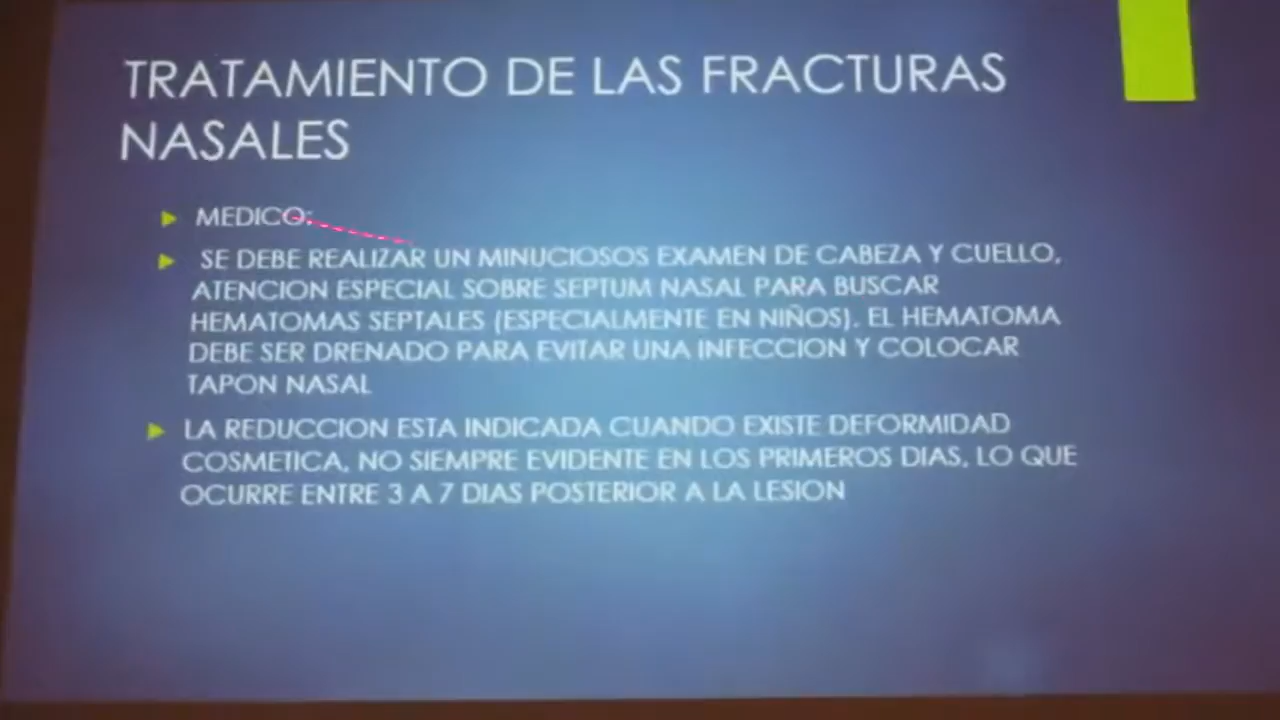 TRATAMIENTO DE LAS FRACTURAS
NASALES
MEDICO:
SE DEBE REALIZAR UN MINUCIOSOS EXAMEN DE CABEZA Y CUELLO,
ATENCION ESPECIAL SOBRE SEPTUM NASAL PARA BUSCAR
HEMATOMAS SEPTALES (ESPECIALMENTE EN NIÑOS). EL HEMATOMA
DEBE SER DRENADO PARA EVITAR UNA INFECCION Y COLOCAR
TAPON NASAL
LA REDUCCION ESTA INDICADA CUANDO EXISTE DEFORMIDAD
COSMETICA, NO SIEMPRE EVIDENTE EN LOS PRIMEROS DIAS, LO QUE
OCURRE ENTRE 3 A 7 DIAS POSTERIOR A LA LESION